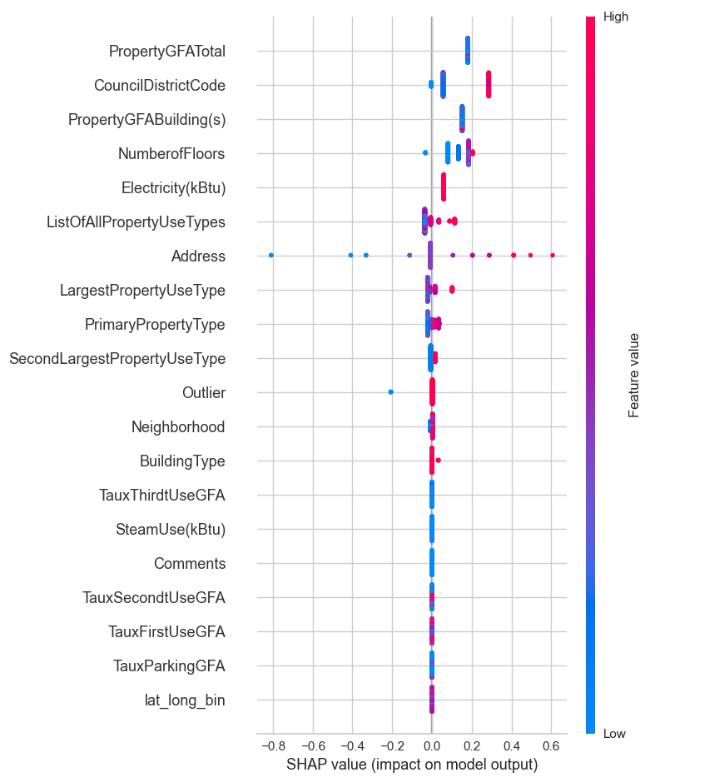 High
PropertyGFATotal
CouncilDistrictCode
PropertyGFABuilding(s)
NumberofFloors
Electricity(kBtu)
ListOfAllPropertyUseTypes
Address
LargestPropertyUseType
PrimaryPropertyType
SecondLargestPropertyUseType
Outlier
Neighborhood
BuildingType
TauxThirdtUseGFA
SteamUse(kBtu)
Comments
TauxSecondtUseGFA
TauxFirstUseGFA
TauxParkingGFA
lat_long_bin
Feature value
Low
−0.8 −0.6 −0.4 −0.2 0.0 0.2 0.4 0.6
SHAP value (impact on model output)